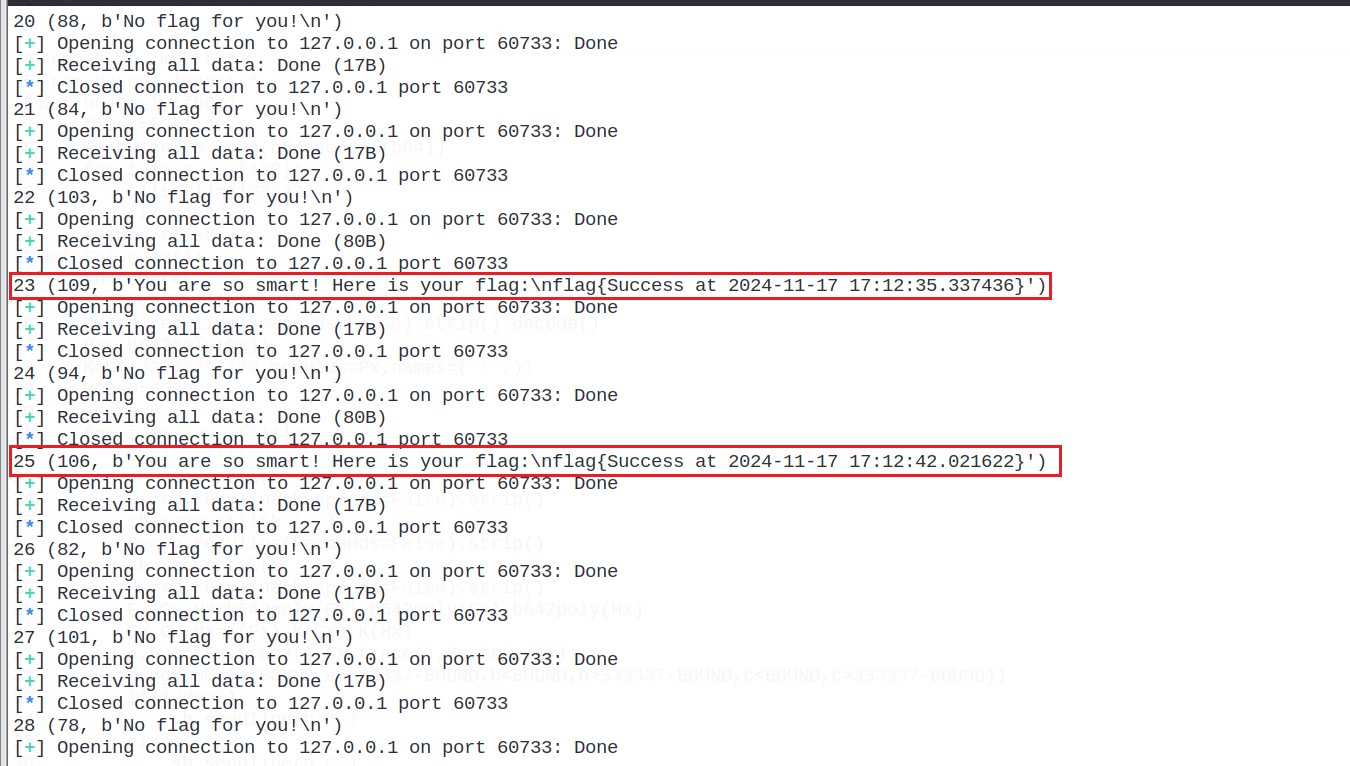 20 (88, b'No flag for you!\n')
[+] Opening connection to 127.0.0.1 on port 60733: Done
[+] Receiving all data: Done (17B)
[*] Closed connection to 127.0.0.1 port 60733
21 (84, b'No flag for you!\n')
[+] Opening connection to 127.0.0.1 on port 60733: Done
[+] Receiving all data: Done (17B)
[*] Closed connection to 127.0.0.1 port 60733
22 (103, b'No flag for you!\n')
[+] Opening connection to 127.0.0.1 on port 60733: Done
[+] Receiving all data: Done (80B)
[*] Closed connection to 127.0.0.1 port 60733
23 (109, b'You are so smart! Here is your flag:\nflag{Success at 2024-11-17 17:12:35.337436}')
[+] Opening connection to 127.0.0.1 on port 60733: Done
[+] Receiving all data: Done (17B)
[*] Closed connection to 127.0.0.1 port 60733
24 (94, b'No flag for you!\n')
[+] Opening connection to 127.0.0.1 on port 60733: Done
[+] Receiving all data: Done (80B)
[*] Closed connection to 127.0.0.1 port 60733
25 (106, b'You are so smart! Here is your flag:\nflag{Success at 2024-11-17 17:12:42.021622}')
[+] Opening connection to 127.0.0.1 on port 60733: Done
[+] Receiving all data: Done (17B)
[*] Closed connection to 127.0.0.1 port 60733
26 (82, b'No flag for you!\n')
[+] Opening connection to 127.0.0.1 on port 60733: Done
[+] Receiving all data: Done (17B)
[*] Closed connection to 127.0.0.1 port 60733
27 (101, b'No flag for you!\n')
[+] Opening connection to 127.0.0.1 on port 60733: Done
[+] Receiving all data: Done (17B)
[*] Closed connection to 127.0.0.1 port 60733
28 (78, b'No flag for you!\n')
[+] Opening connection to 127.0.0.1 on port 60733: Done